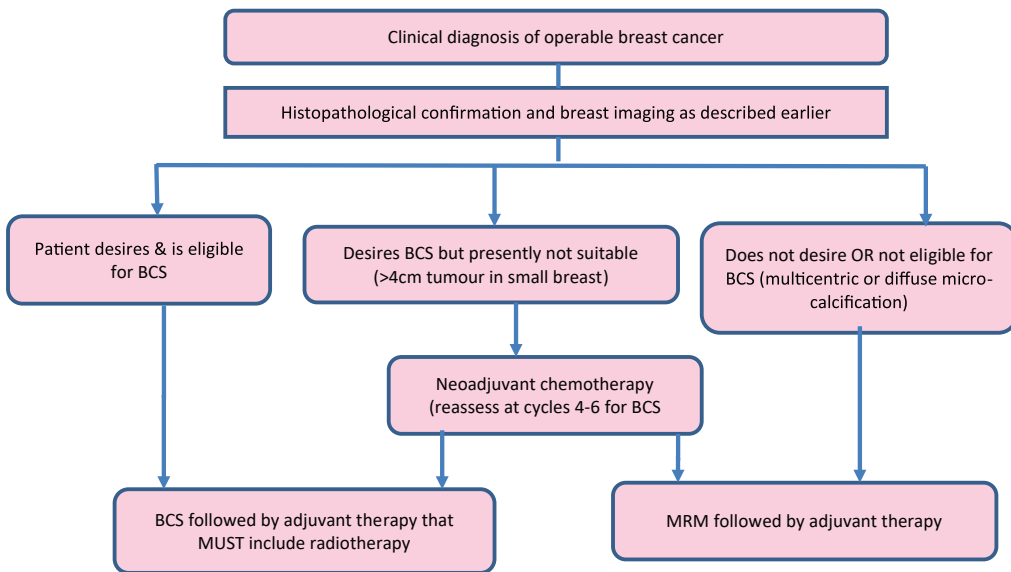 Clinical diagnosis of operable breast cancer
Histopathological confirmation and breast imaging as described earlier
Patient desires & is eligible
for BCS
Desires BCS but presently not suitable
(>4cm tumour in small breast)
Does not desire OR not eligible for
BCS (multicentric or diffuse micro-
calcification)
Neoadjuvant chemotherapy
(reassess at cycles 4-6 for BCS
BCS followed by adjuvant therapy that
MUST include radiotherapy
MRM followed by adjuvant therapy